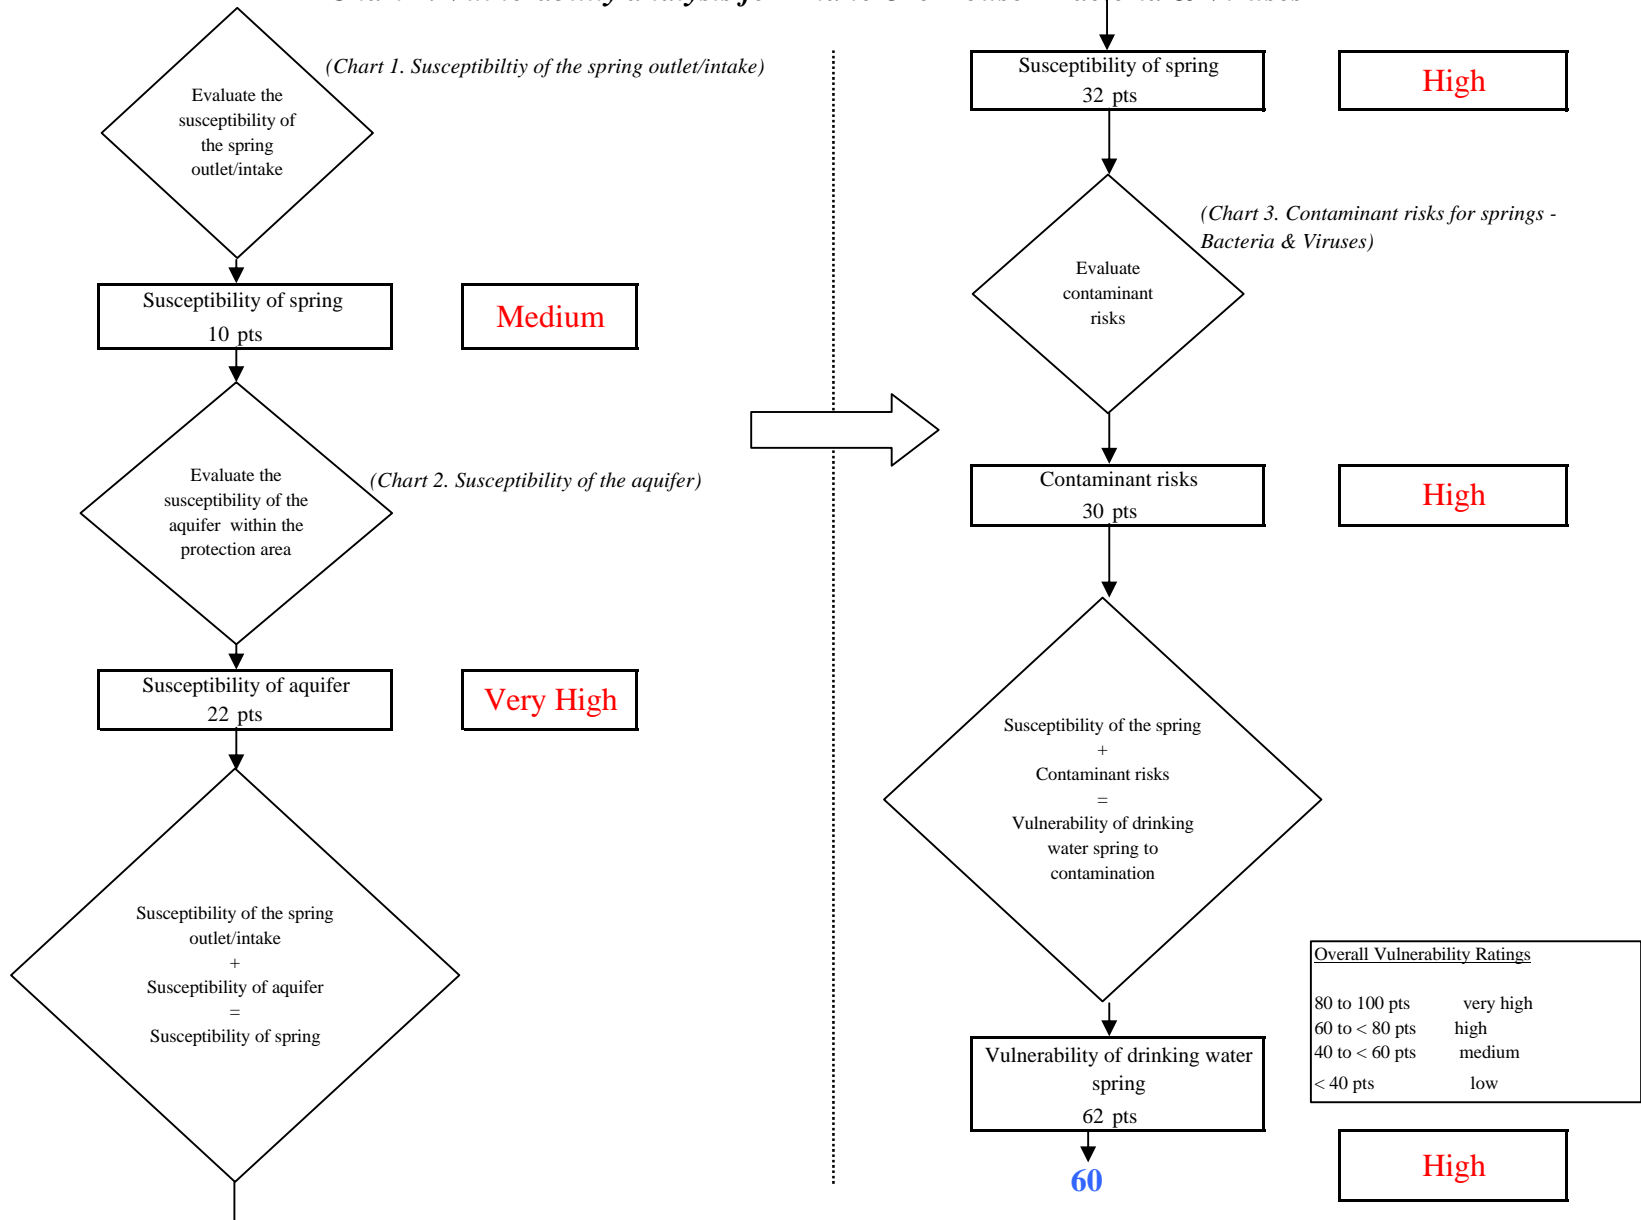 (Chart 1. Susceptibiltiy of the spring outlet/intake)
Evaluate the
susceptibility of
the spring
outlet/intake
Susceptibility of spring
10 pts
Medium
Evaluate the
susceptibility of the
aquifer within the
protection area
(Chart 2. Susceptibility of the aquifer)
Susceptibility of aquifer
22 pts
Very High
Susceptibility of the spring
outlet/intake
+
Susceptibility of aquifer
=
Susceptibility of spring
Susceptibility of spring
32 pts
High
(Chart 3. Contaminant risks for springs -
Bacteria & Viruses)
Evaluate
contaminant
risks
Contaminant risks
30 pts
High
Susceptibility of the spring
+
Contaminant risks
=
Vulnerability of drinking
water spring to
contamination
Vulnerability of drinking water
spring
62 pts
60
Overall Vulnerability Ratings
80 to 100 pts very high
60 to < 80 pts high
40 to < 60 pts medium
< 40 pts low
High